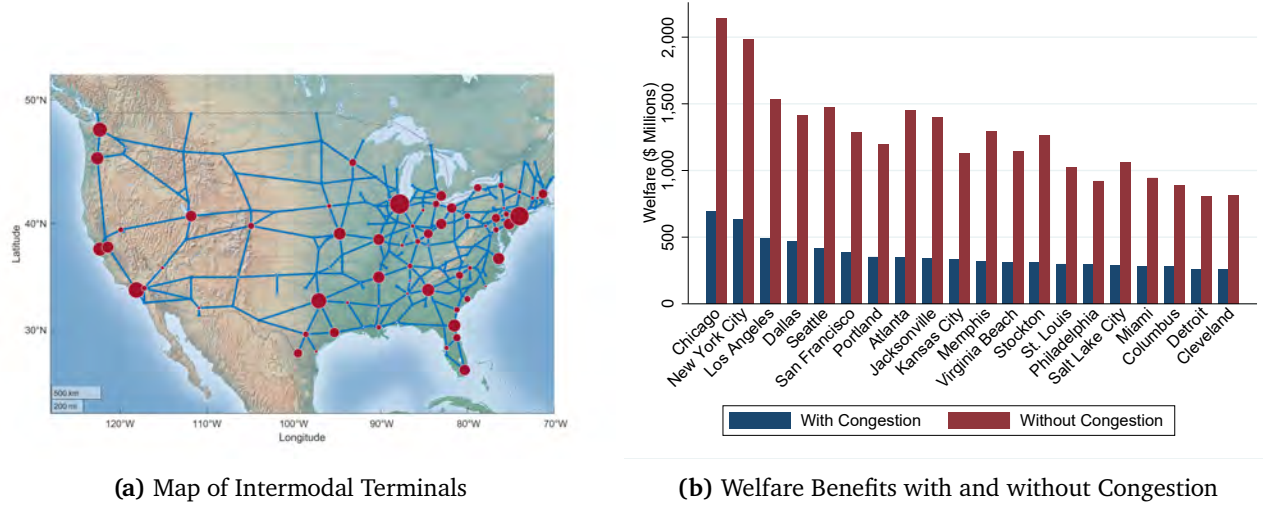 50°N
40°N
30°N
Latitude
500 km
200 mi
120°W
110°W
100°W
90°W
80°W
70°W
Longitude
(a) Map of Intermodal Terminals
Welfare ($ Millions)
2,000
1,500
1,000
500
0
Chicago
New York City
Los Angeles
Dallas
Seattle
San Francisco
Portland
Atlanta
Jacksonville
Kansas City
Memphis
Virginia Beach
Stockton
St. Louis
Philadelphia
Salt Lake City
Miami
Columbus
Detroit
Cleveland
With Congestion
Without Congestion
(b) Welfare Benefits with and without Congestion